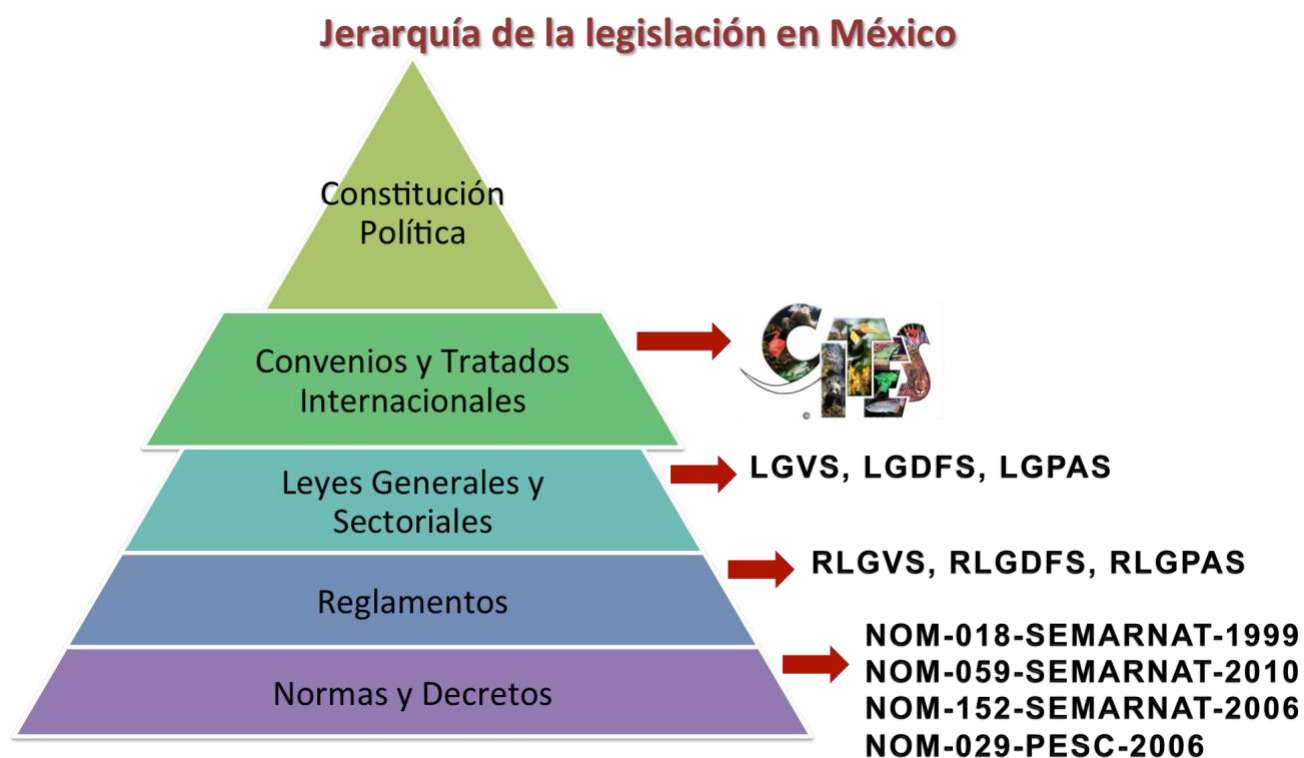 Jerarquía de la legislación en México
Constitución
Política
Convenios y Tratados
Internacionales
CITES
Leyes Generales y
Sectoriales
LGVS, LGDFS, LGPAS
Reglamentos
RLGVS, RLGDFS, RLGPAS
Normas y Decretos
NOM-018-SEMARNAT-1999
NOM-059-SEMARNAT-2010
NOM-152-SEMARNAT-2006
NOM-029-PESC-2006